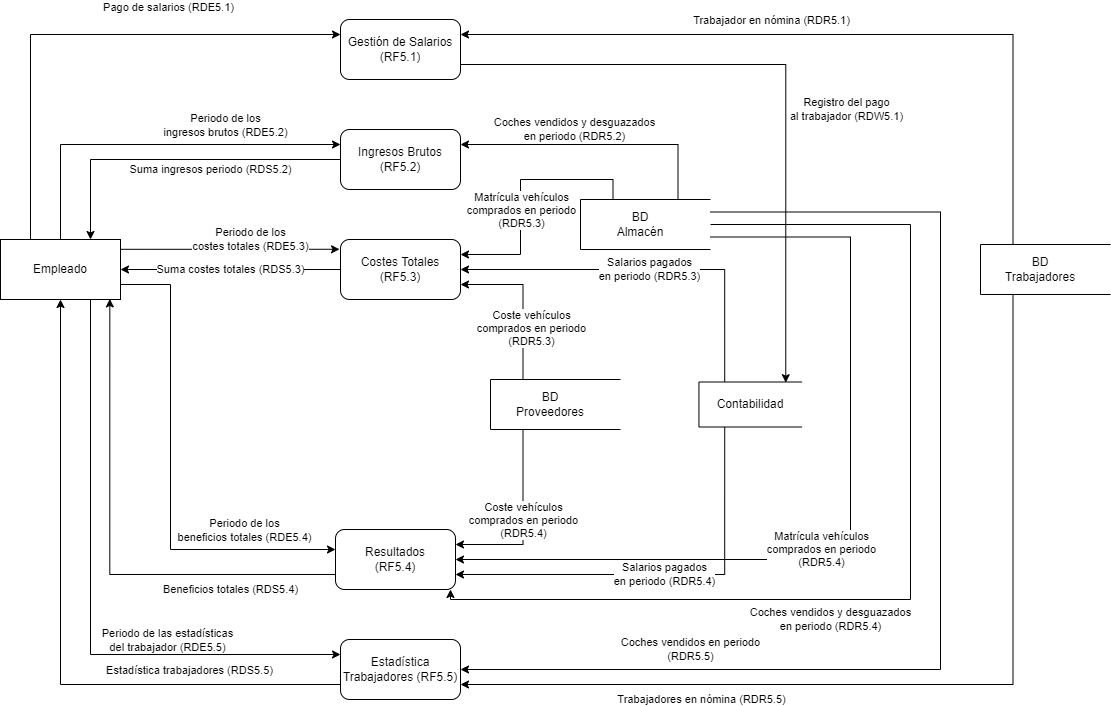 Pago de salarios (RDE5.1)
Trabajador en nómina (RDR5.1)
Gestión de Salarios
(RF5.1)
Registro del pago
al trabajador (RDW5.1)
Periodo de los
ingresos brutos (RDE5.2)
Coches vendidos y desguazados
en periodo (RDR5.2)
Ingresos Brutos
(RF5.2)
Suma ingresos periodo (RDS5.2)
Matrícula vehículos
comprados en periodo
(RDR5.3)
BD
Almacén
Periodo de los
costes totales (RDE5.3)
Empleado
Suma costes totales (RDS5.3)
Costes Totales
(RF5.3)
Salarios pagados
en periodo (RDR5.3)
BD
Trabajadores
Coste vehículos
comprados en periodo
(RDR5.3)
BD
Proveedores
Contabilidad
Coste vehículos
comprados en periodo
(RDR5.4)
Periodo de los
beneficios totales (RDE5.4)
Resultados
(RF5.4)
Matrícula vehículos
comprados en periodo
(RDR5.4)
Salarios pagados
en periodo (RDR5.4)
Beneficios totales (RDS5.4)
Coches vendidos y desguazados
en periodo (RDR5.4)
Periodo de las estadísticas
del trabajador (RDE5.5)
Coches vendidos en periodo
(RDR5.5)
Estadística
Trabajadores (RF5.5)
Estadística trabajadores (RDS5.5)
Trabajadores en nómina (RDR5.5)